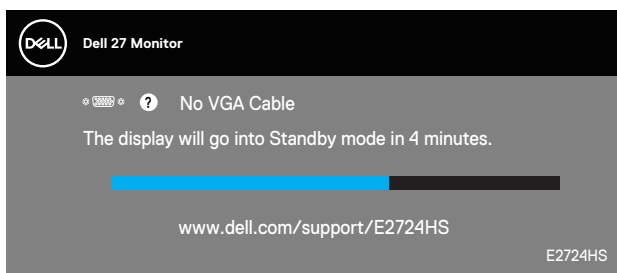 DELL
Dell 27 Monitor
? No VGA Cable
The display will go into Standby mode in 4 minutes.
www.dell.com/support/E2724HS
E2724HS